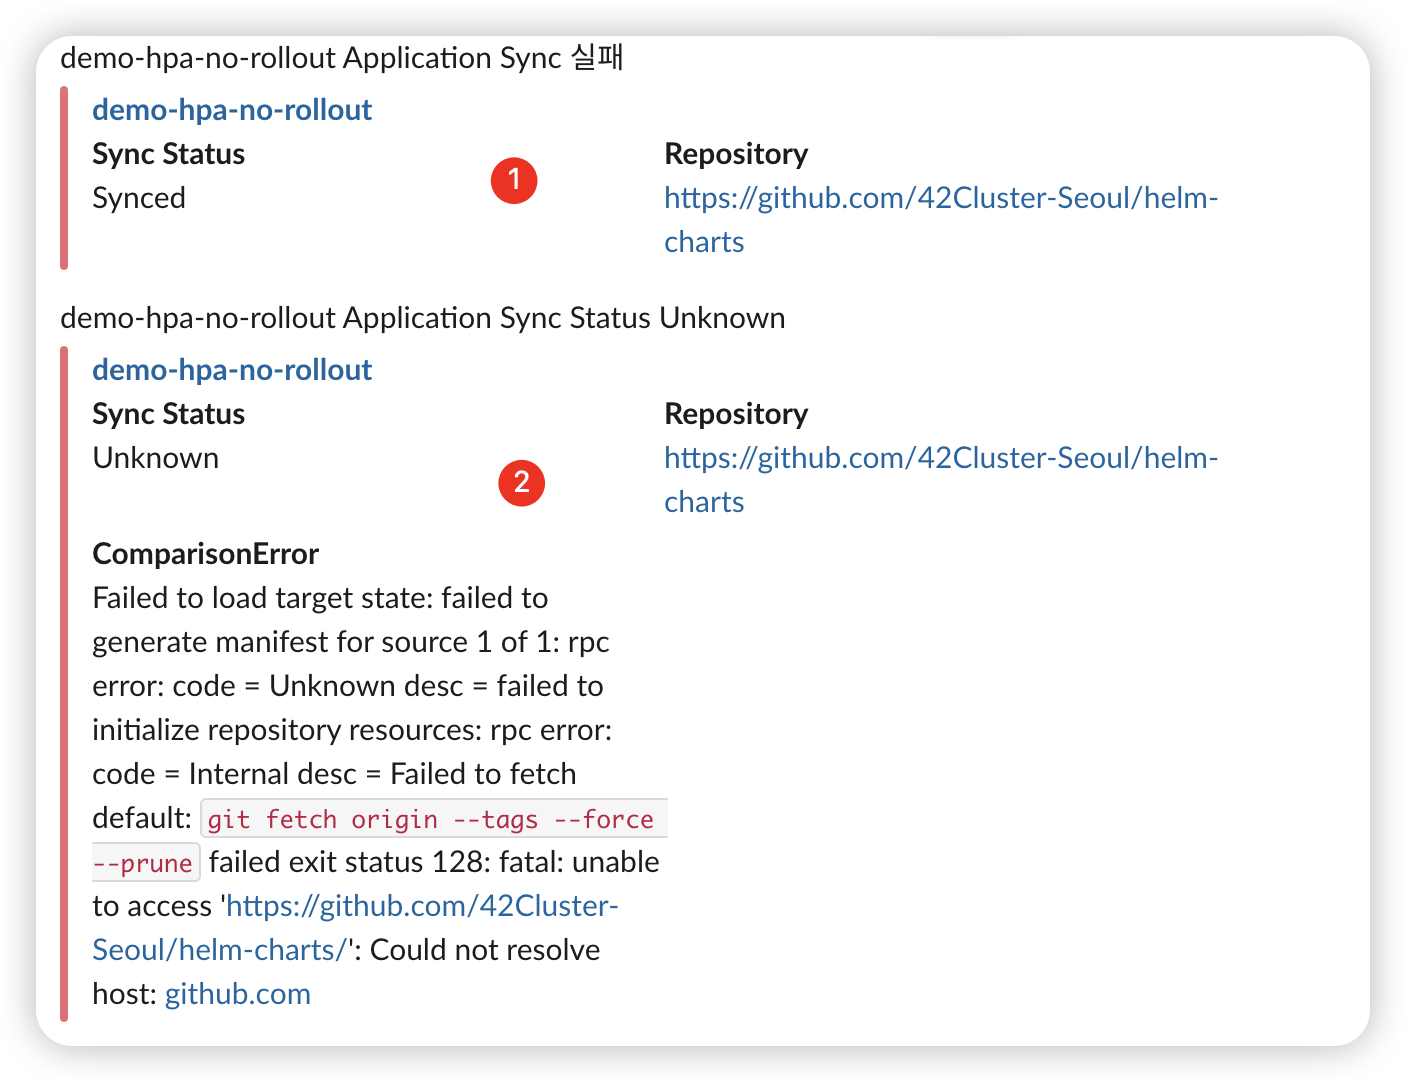 demo-hpa-no-rollout Application Sync 실패
demo-hpa-no-rollout
Sync Status
Repository
Synced
1
https://github.com/42Cluster-Seoul/helm-
charts
demo-hpa-no-rollout Application Sync Status Unknown
demo-hpa-no-rollout
Sync Status
Repository
Unknown
2
https://github.com/42Cluster-Seoul/helm-
charts
ComparisonError
Failed to load target state: failed to
generate manifest for source 1 of 1: rpc
error: code = Unknown desc = failed to
initialize repository resources: rpc error:
code = Internal desc = Failed to fetch
default: git fetch origin --tags --force
--prune failed exit status 128: fatal: unable
to access 'https://github.com/42Cluster-
Seoul/helm-charts/': Could not resolve
host: github.com